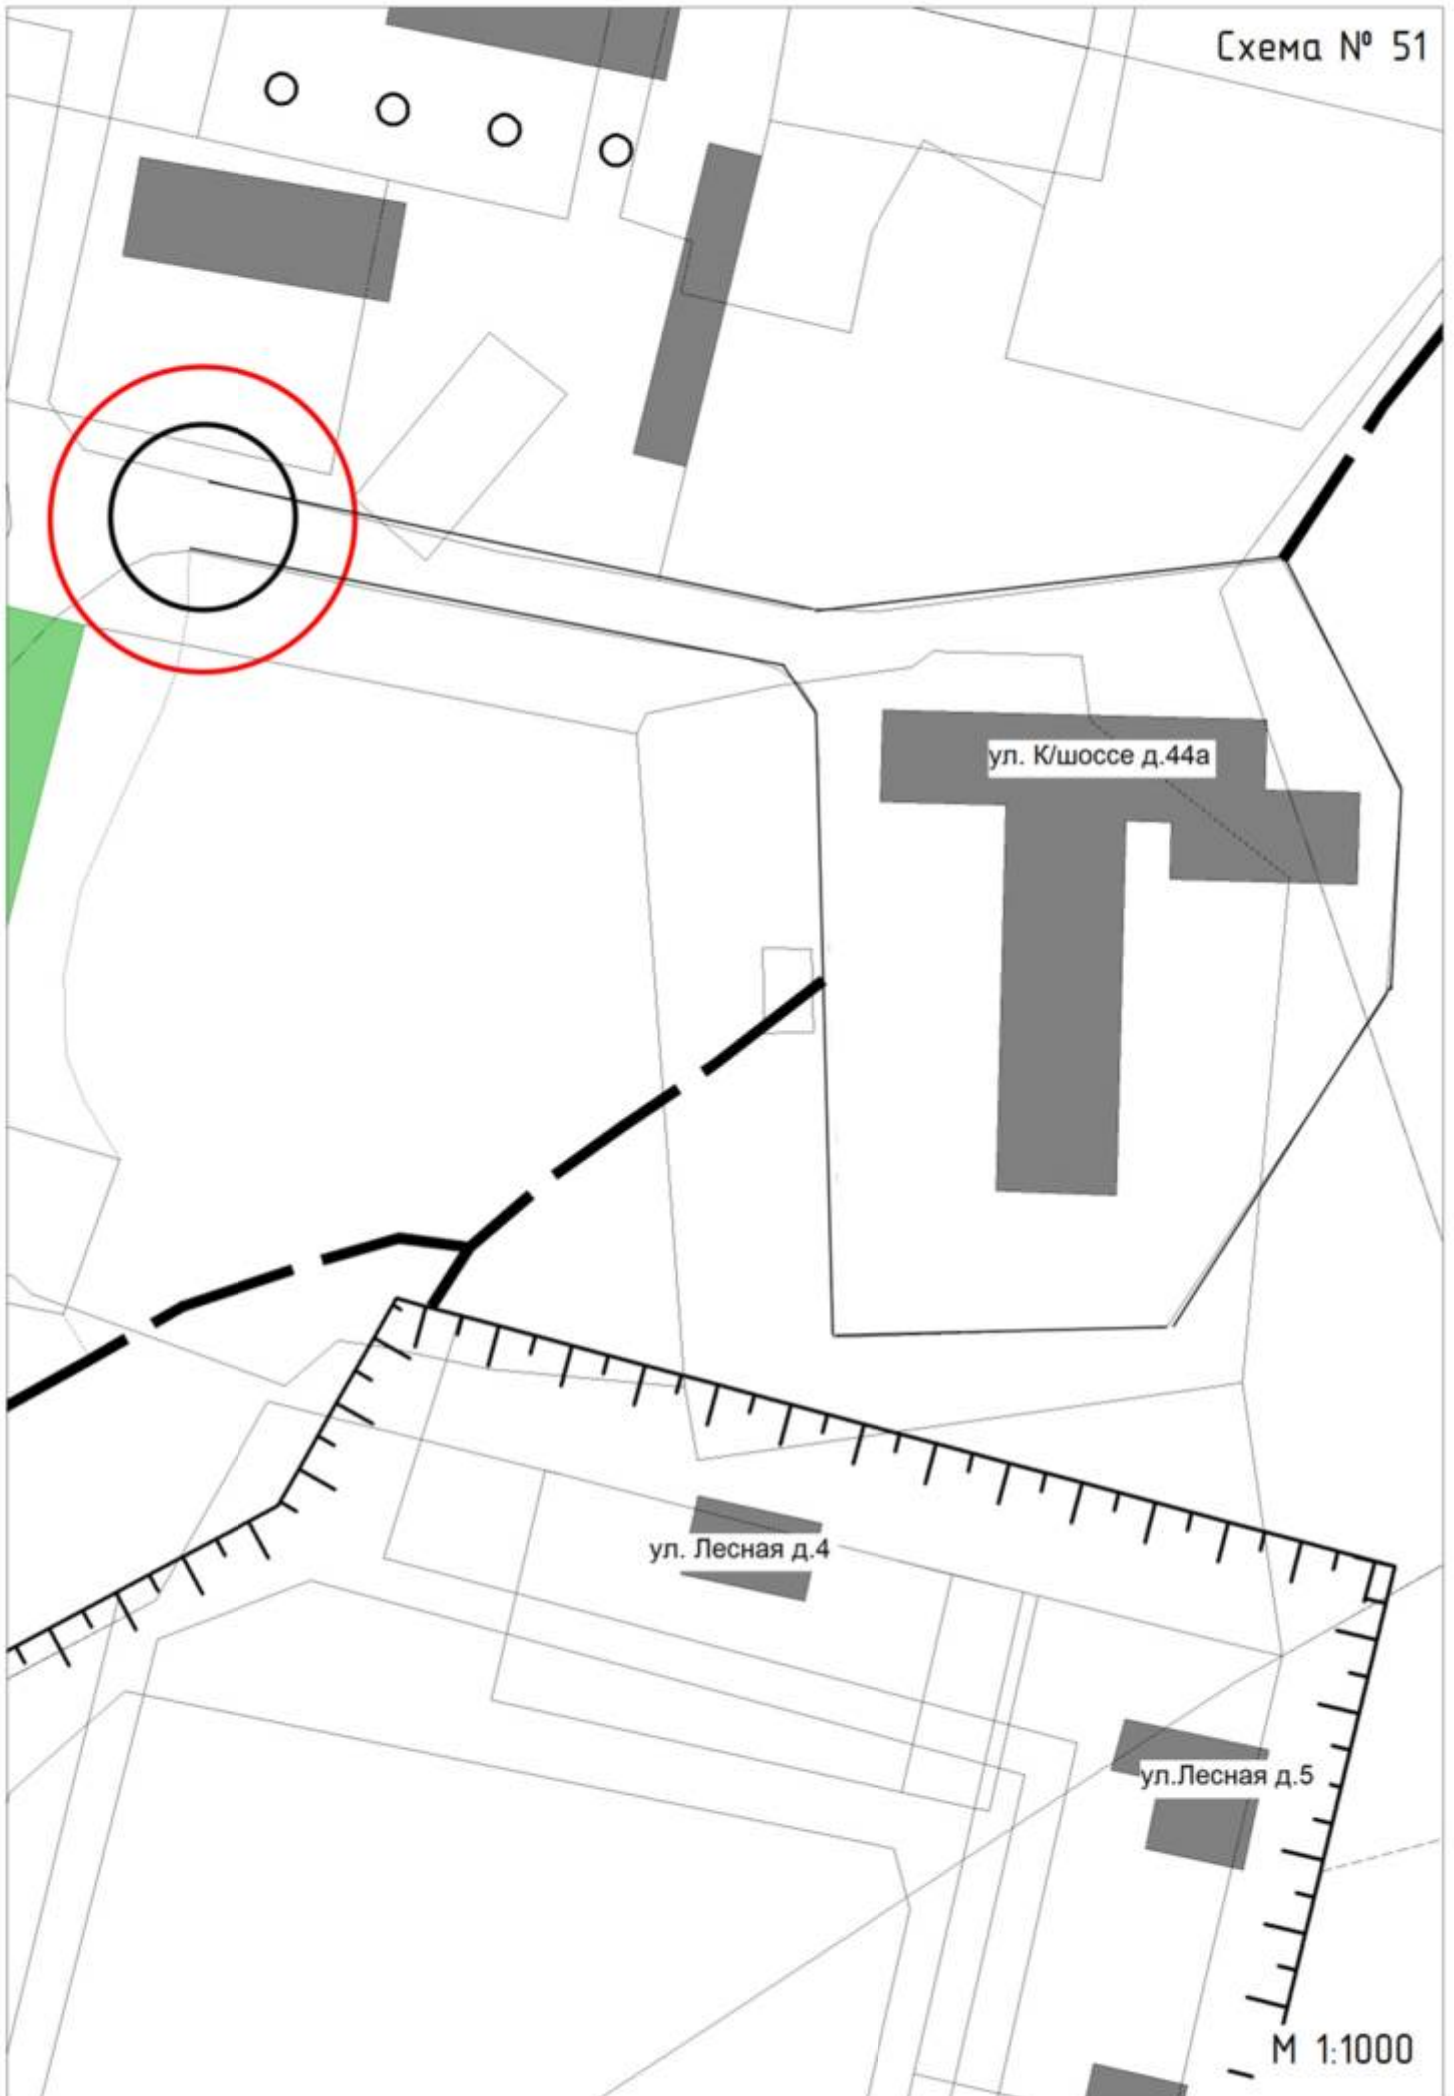 Схема № 51
ул. К/шоссе д.44а
ул. Лесная д.4
ул.Лесная д.5
М 1:1000